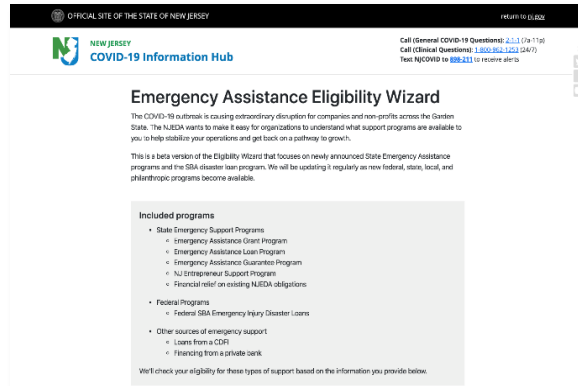 OFFICIAL SITE OF THE STATE OF NEW JERSEY
return to nj.gov
NJ
NEW JERSEY
COVID-19 Information Hub
Call (General COVID-19 Questions): 2-1-1 (7a-11p)
Call (Clinical Questions): 1-800-962-1253 (24/7)
Text NJCOVID to 898-211 to receive alerts
Emergency Assistance Eligibility Wizard
The COVID-19 outbreak is causing extraordinary disruption for companies and non-profits across the Garden
State. The NJEDA wants to make it easy for organizations to understand what support programs are available to
you to help stabilize your operations and get back on a pathway to growth.
This is a beta version of the Eligibility Wizard that focuses on newly announced State Emergency Assistance
programs and the SBA disaster loan program. We will be updating it regularly as new federal, state, local, and
philanthropic programs become available.
Included programs
• State Emergency Support Programs
◦ Emergency Assistance Grant Program
◦ Emergency Assistance Loan Program
◦ Emergency Assistance Guarantee Program
◦ NJ Entrepreneur Support Program
◦ Financial relief on existing NJEDA obligations
• Federal Programs
◦ Federal SBA Emergency Injury Disaster Loans
• Other sources of emergency support
◦ Loans from a CDFI
◦ Financing from a private bank
We'll check your eligibility for these types of support based on the information you provide below.